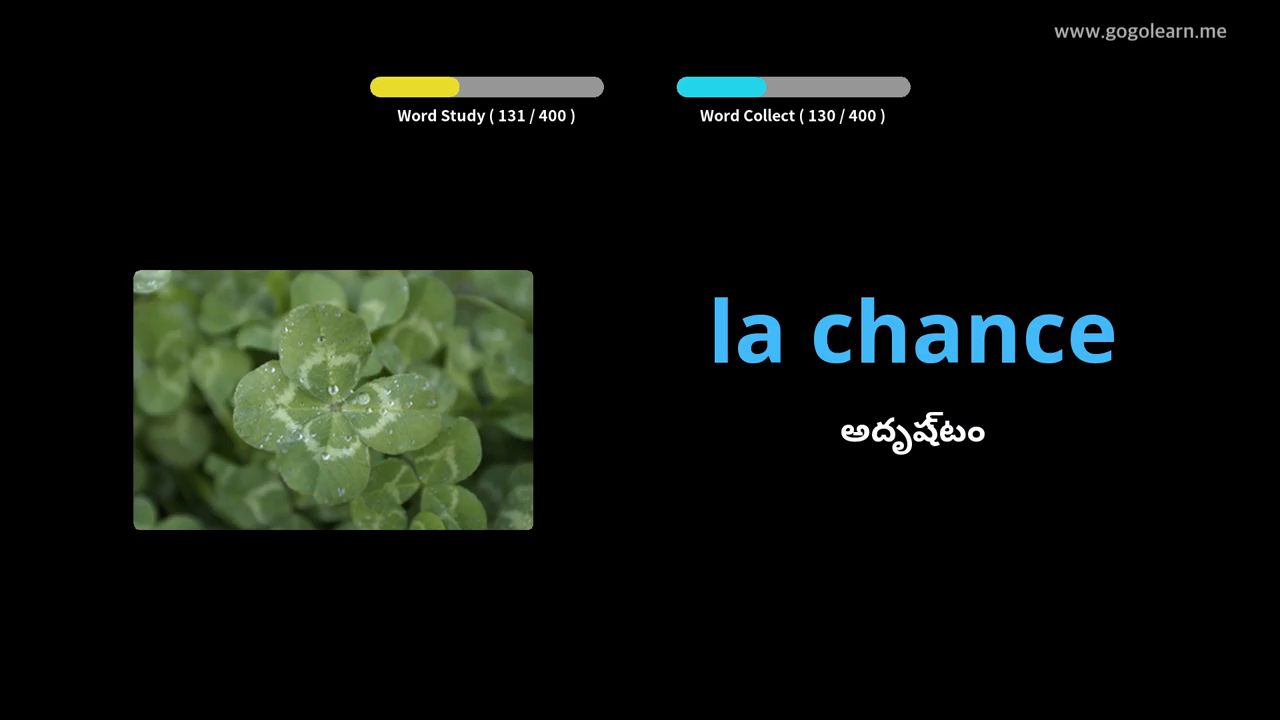 www.gogolearn.me
Word Study ( 131 / 400 )
Word Collect ( 130 / 400 )
la chance
అదృష్‌టం